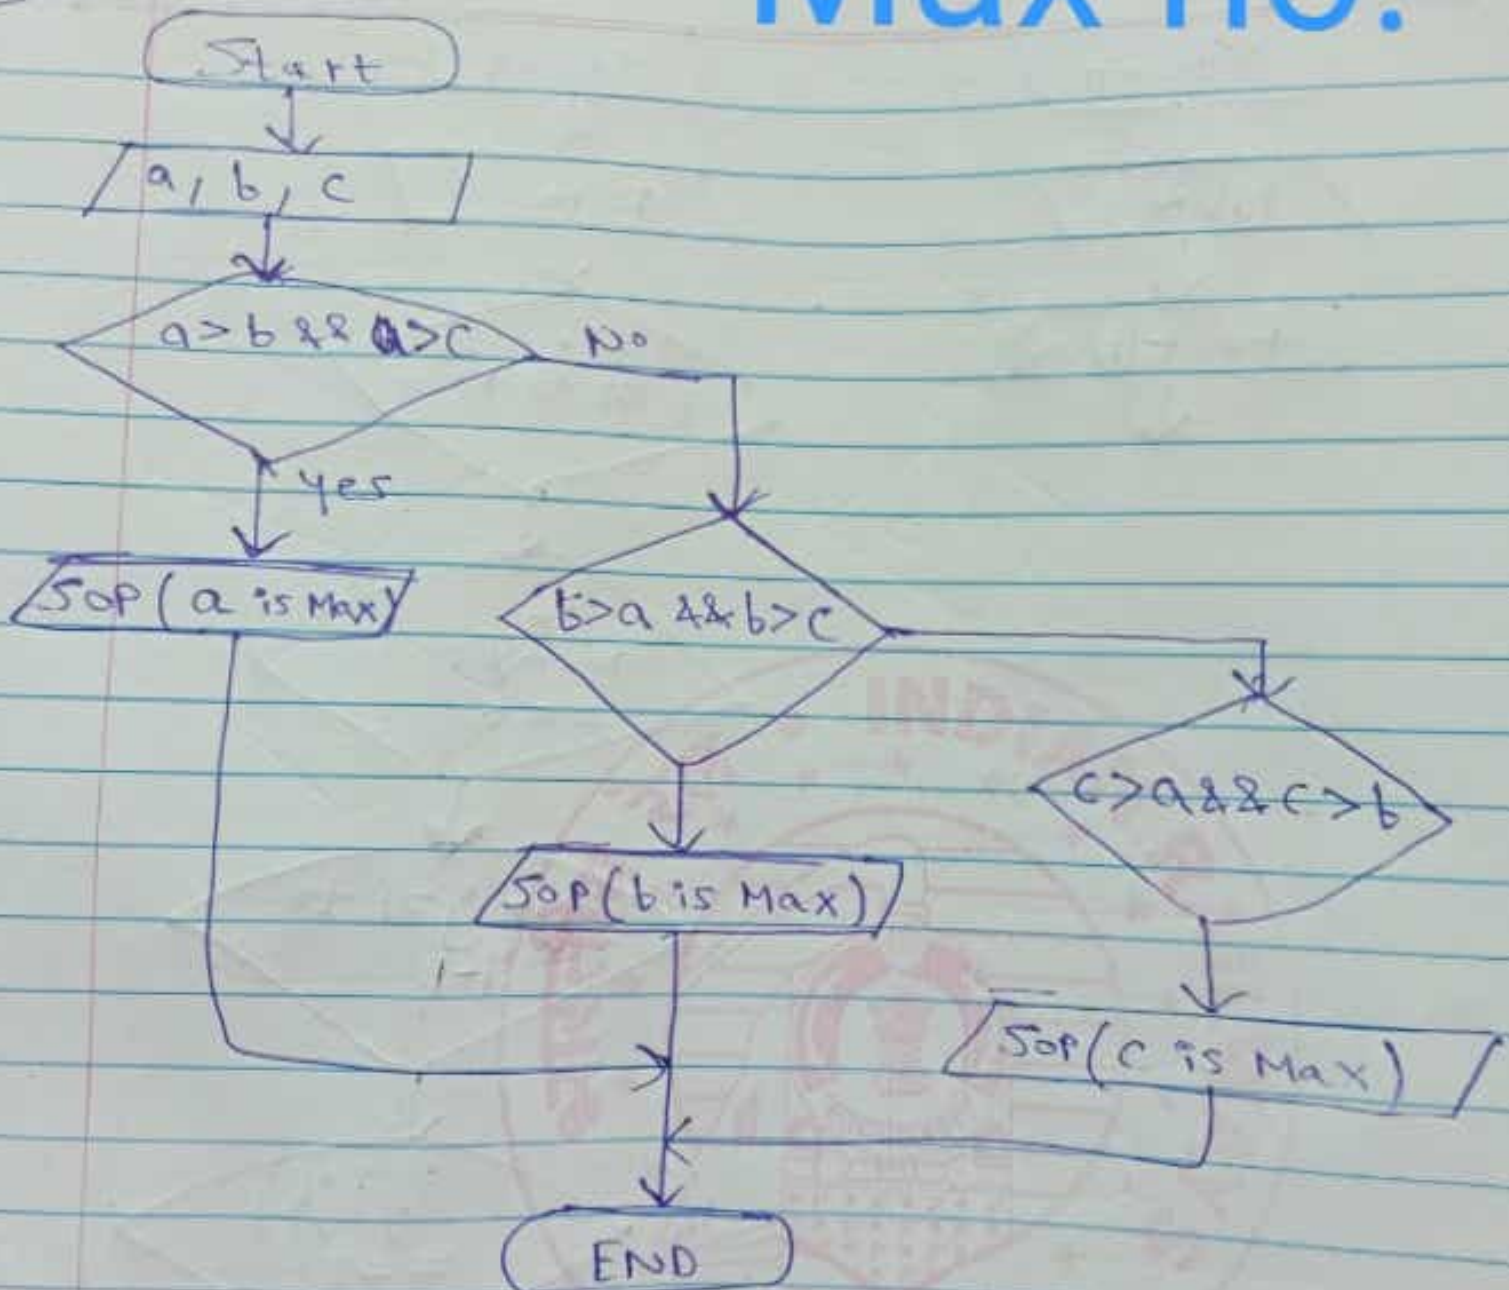 Max no.
Start
a, b, c
a>b && a>c
No
yes
Sop ( a is Max)
b>a && b>c
c>a && c>b
Sop (b is Max)
Sop (c is Max)
END